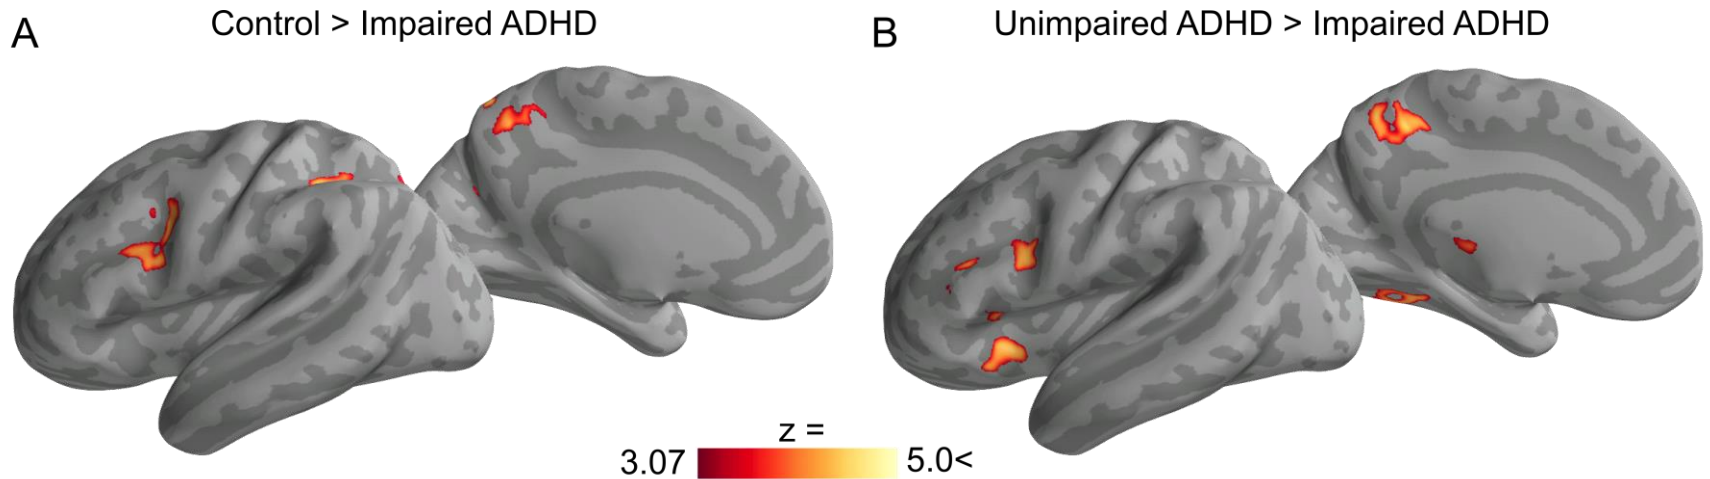 A
Control > Impaired ADHD
B
Unimpaired ADHD > Impaired ADHD
z =
3.07
5.0<